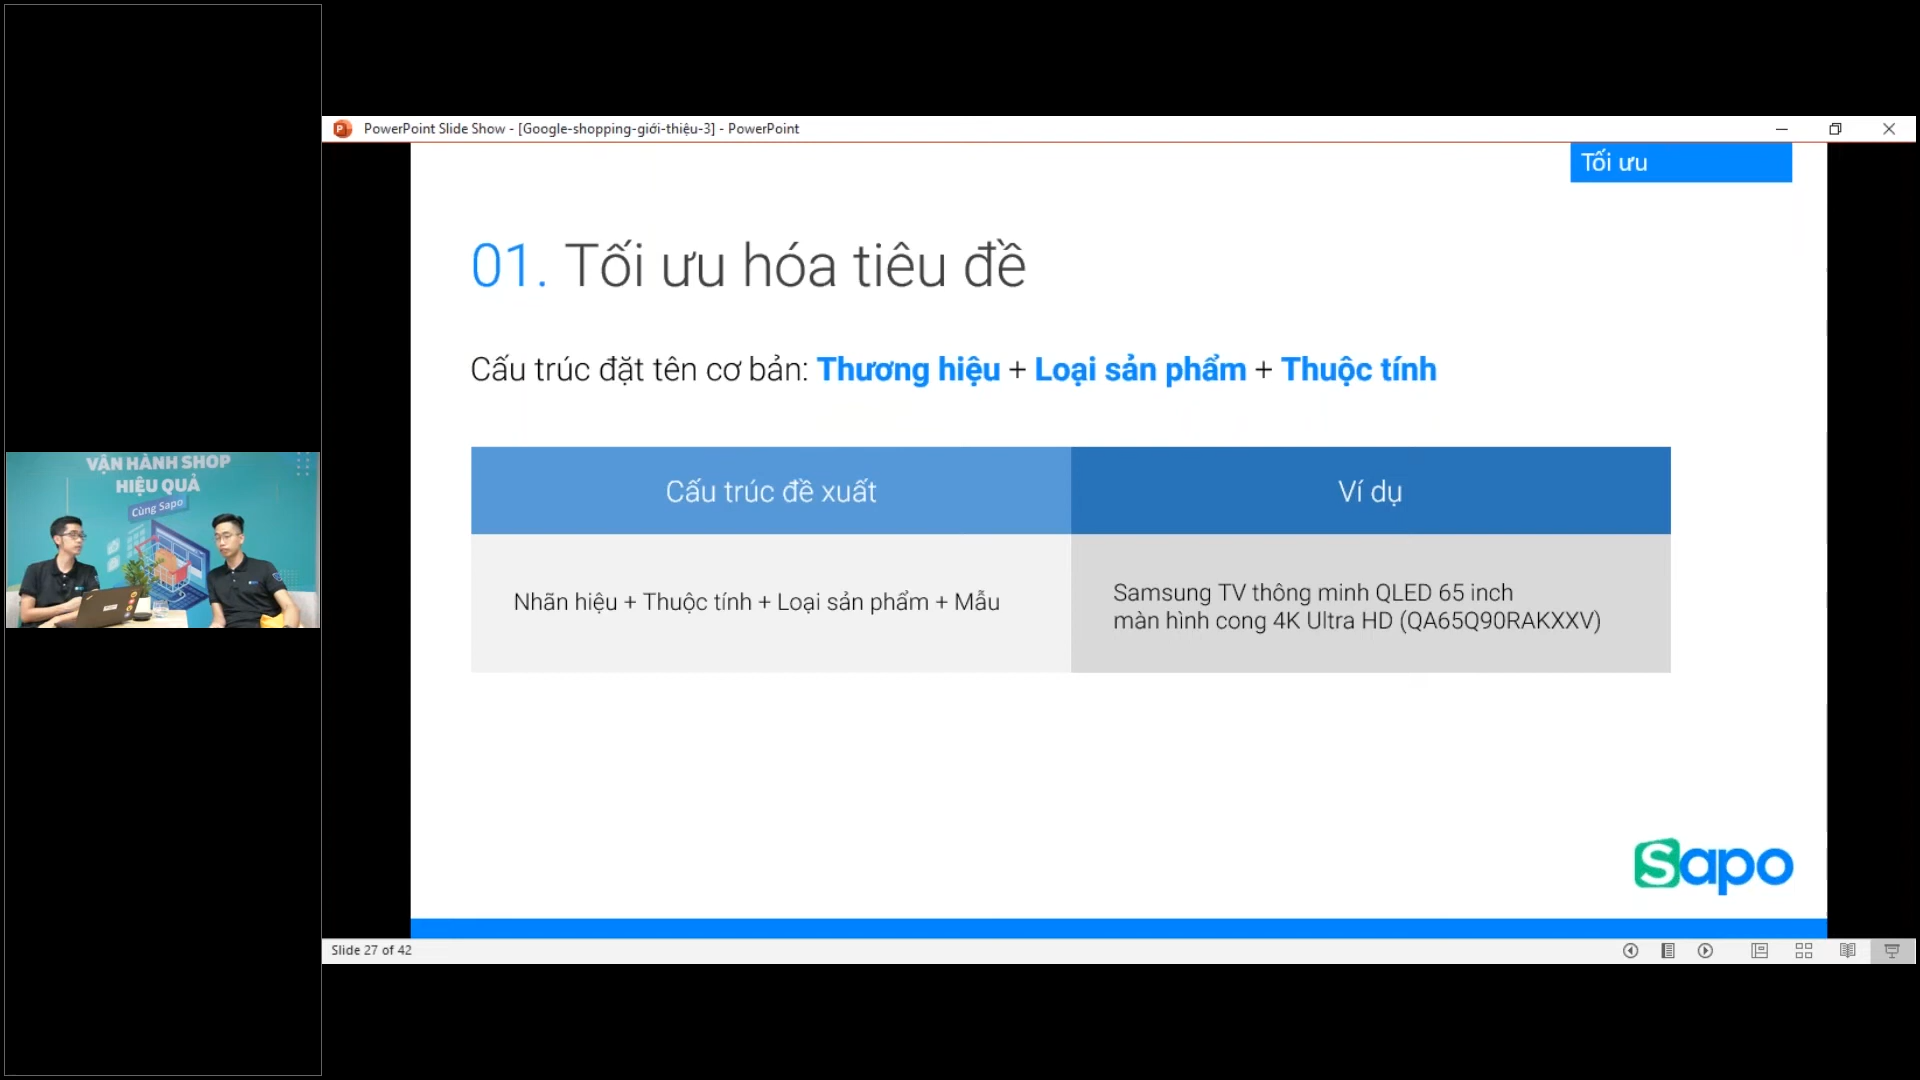 PowerPoint Slide Show - [Google-shopping-giới-thiệu-3] - PowerPoint
Tối ưu
01. Tối ưu hóa tiêu đề
Cấu trúc đặt tên cơ bản: Thương hiệu + Loại sản phẩm + Thuộc tính
Cấu trúc đề xuất
Ví dụ
Nhãn hiệu + Thuộc tính + Loại sản phẩm + Mẫu
Samsung TV thông minh QLED 65 inch
màn hình cong 4K Ultra HD (QA65Q90RAKXXV)
VẬN HÀNH SHOP
HIỆU QUẢ
Cùng Sapo
Sapo
Slide 27 of 42